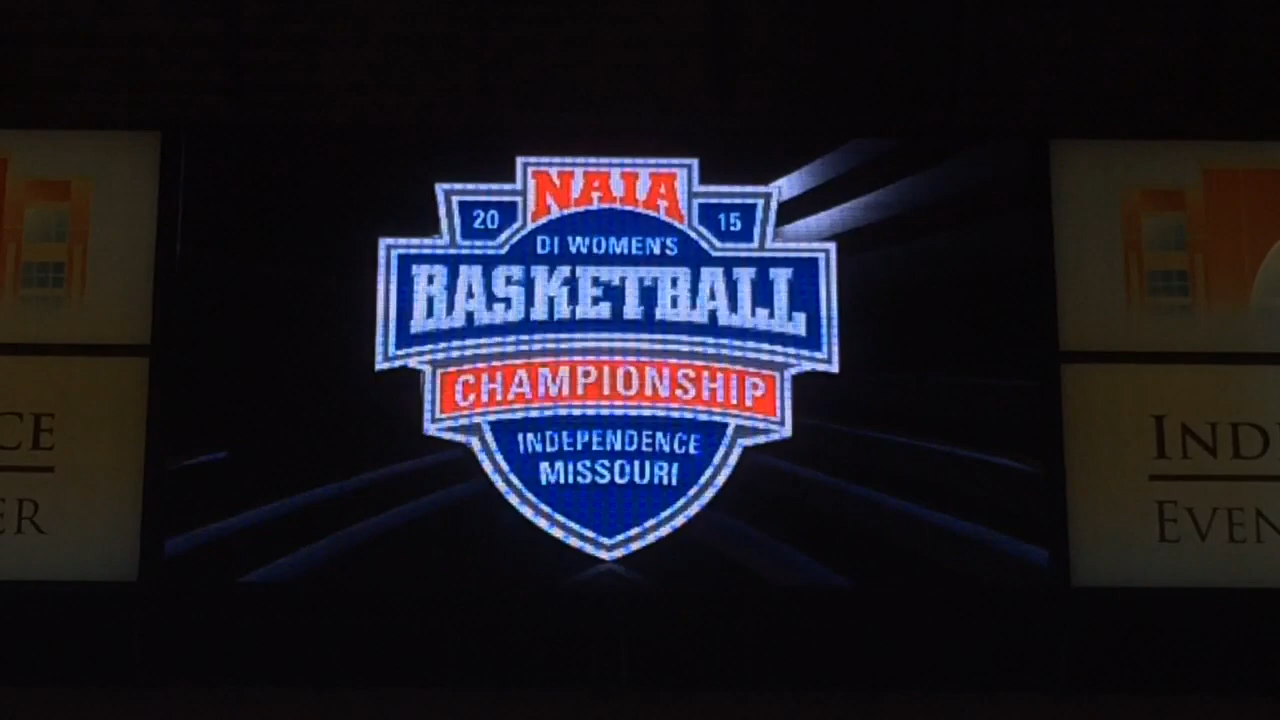 NAIA
20 15
DI WOMEN'S
BASKETBALL
CHAMPIONSHIP
INDEPENDENCE
MISSOURI
CE
ER
IND
EVEN